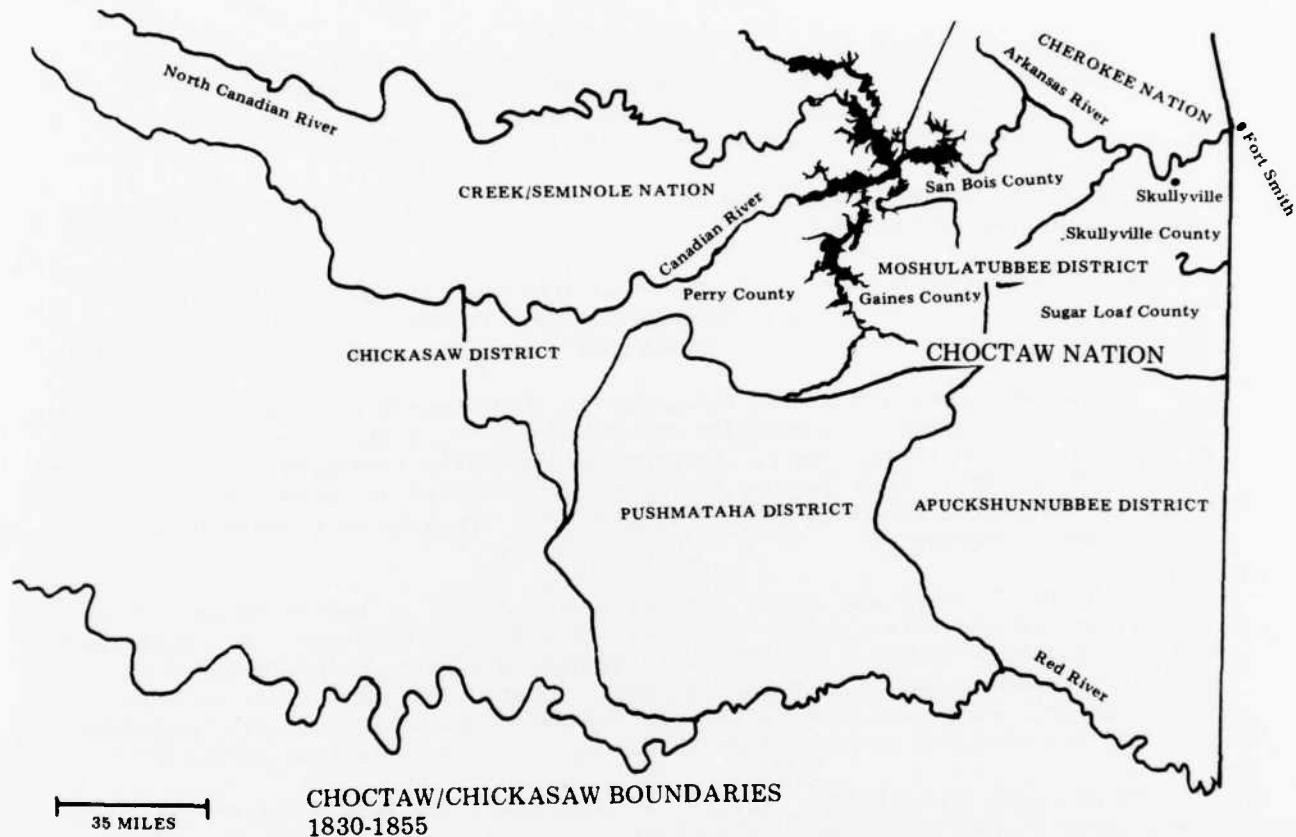 North Canadian River
Arkansas River
CHEROKEE NATION
Fort Smith
CREEK/SEMINOLE NATION
San Bois County
Skullyville
Canadian River
Skullyville County
MOSHULATUBBEE DISTRICT
Perry County
Gaines County
Sugar Loaf County
CHICKASAW DISTRICT
CHOCTAW NATION
PUSHMATAHA DISTRICT
APUCKSHUNNUBBEE DISTRICT
Red River
35 MILES
CHOCTAW/CHICKASAW BOUNDARIES
1830-1855